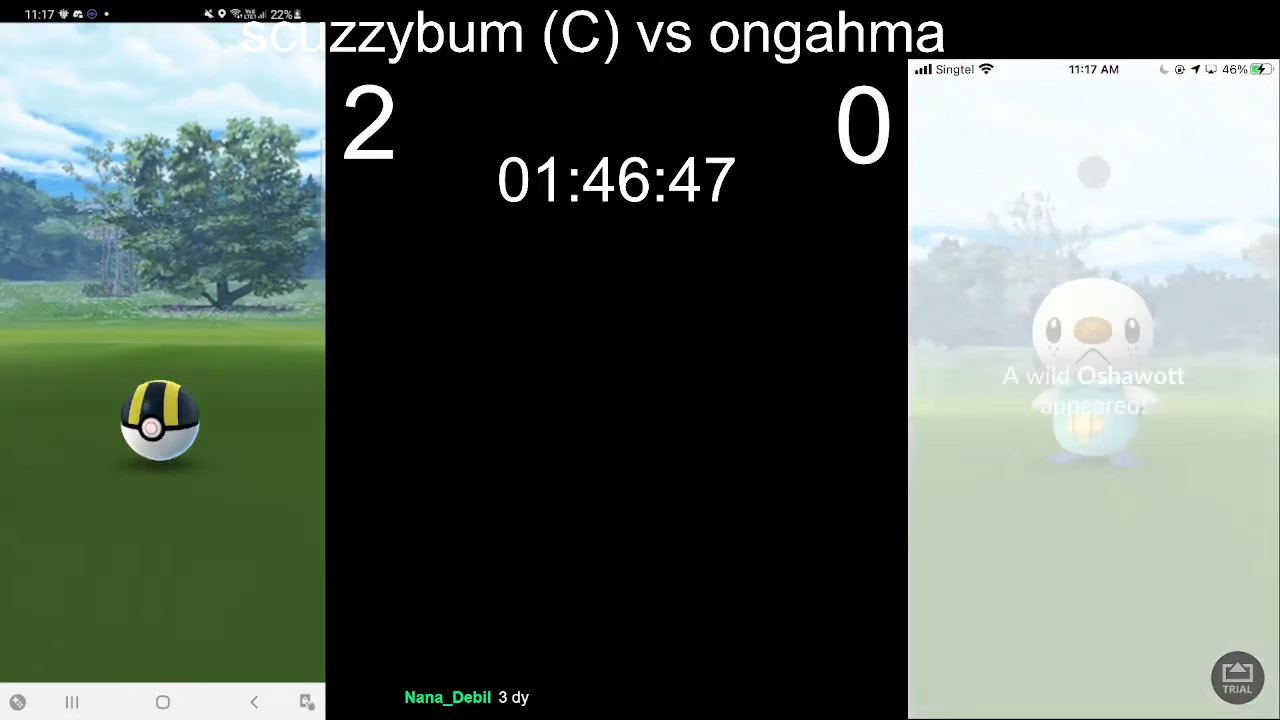 11:17
22%
scuzzybum (C) vs ongahma
2
0
01:46:47
Singtel
11:17 AM
46%
A wild Oshawott
appeared!
TRIAL
Nana_Debil 3 dy